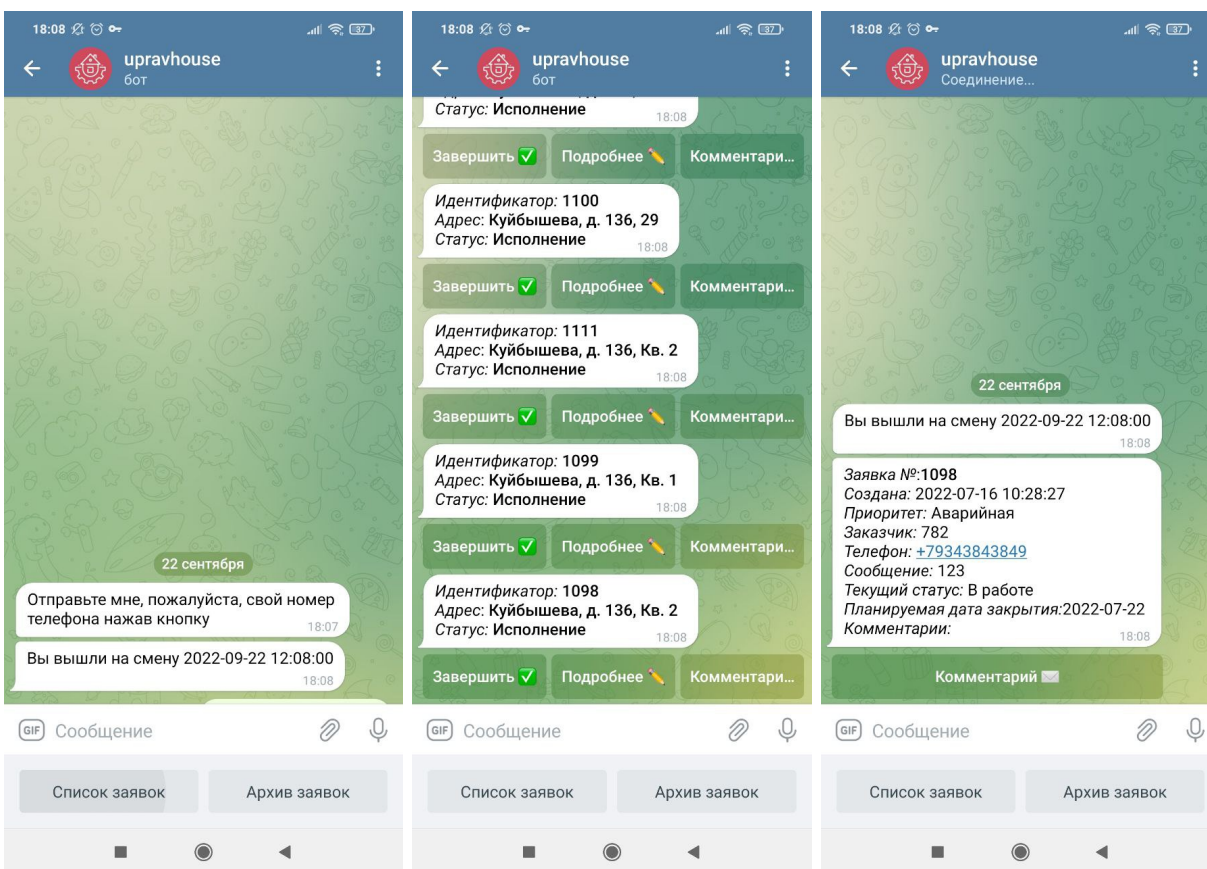 18:08
37
upravhouse
бот
22 сентября
Отправьте мне, пожалуйста, свой номер
телефона нажав кнопку
18:07
Вы вышли на смену 2022-09-22 12:08:00
18:08
GIF
Сообщение
Список заявок
Архив заявок
18:08
37
upravhouse
бот
Статус: Исполнение
18:08
Завершить ✅ Подробнее ✏️ Комментари...
Идентификатор: 1100
Адрес: Куйбышева, д. 136, 29
Статус: Исполнение
18:08
Завершить ✅ Подробнее ✏️ Комментари...
Идентификатор: 1111
Адрес: Куйбышева, д. 136, Кв. 2
Статус: Исполнение
18:08
Завершить ✅ Подробнее ✏️ Комментари...
Идентификатор: 1099
Адрес: Куйбышева, д. 136, Кв. 1
Статус: Исполнение
18:08
Завершить ✅ Подробнее ✏️ Комментари...
Идентификатор: 1098
Адрес: Куйбышева, д. 136, Кв. 2
Статус: Исполнение
18:08
Завершить ✅ Подробнее ✏️ Комментари...
GIF
Сообщение
Список заявок
Архив заявок
18:08
37
upravhouse
Соединение...
22 сентября
Вы вышли на смену 2022-09-22 12:08:00
18:08
Заявка №:1098
Создана: 2022-07-16 10:28:27
Приоритет: Аварийная
Заказчик: 782
Телефон: +79343843849
Сообщение: 123
Текущий статус: В работе
Планируемая дата закрытия:2022-07-22
Комментарии:
18:08
Комментарий ✉️
GIF
Сообщение
Список заявок
Архив заявок